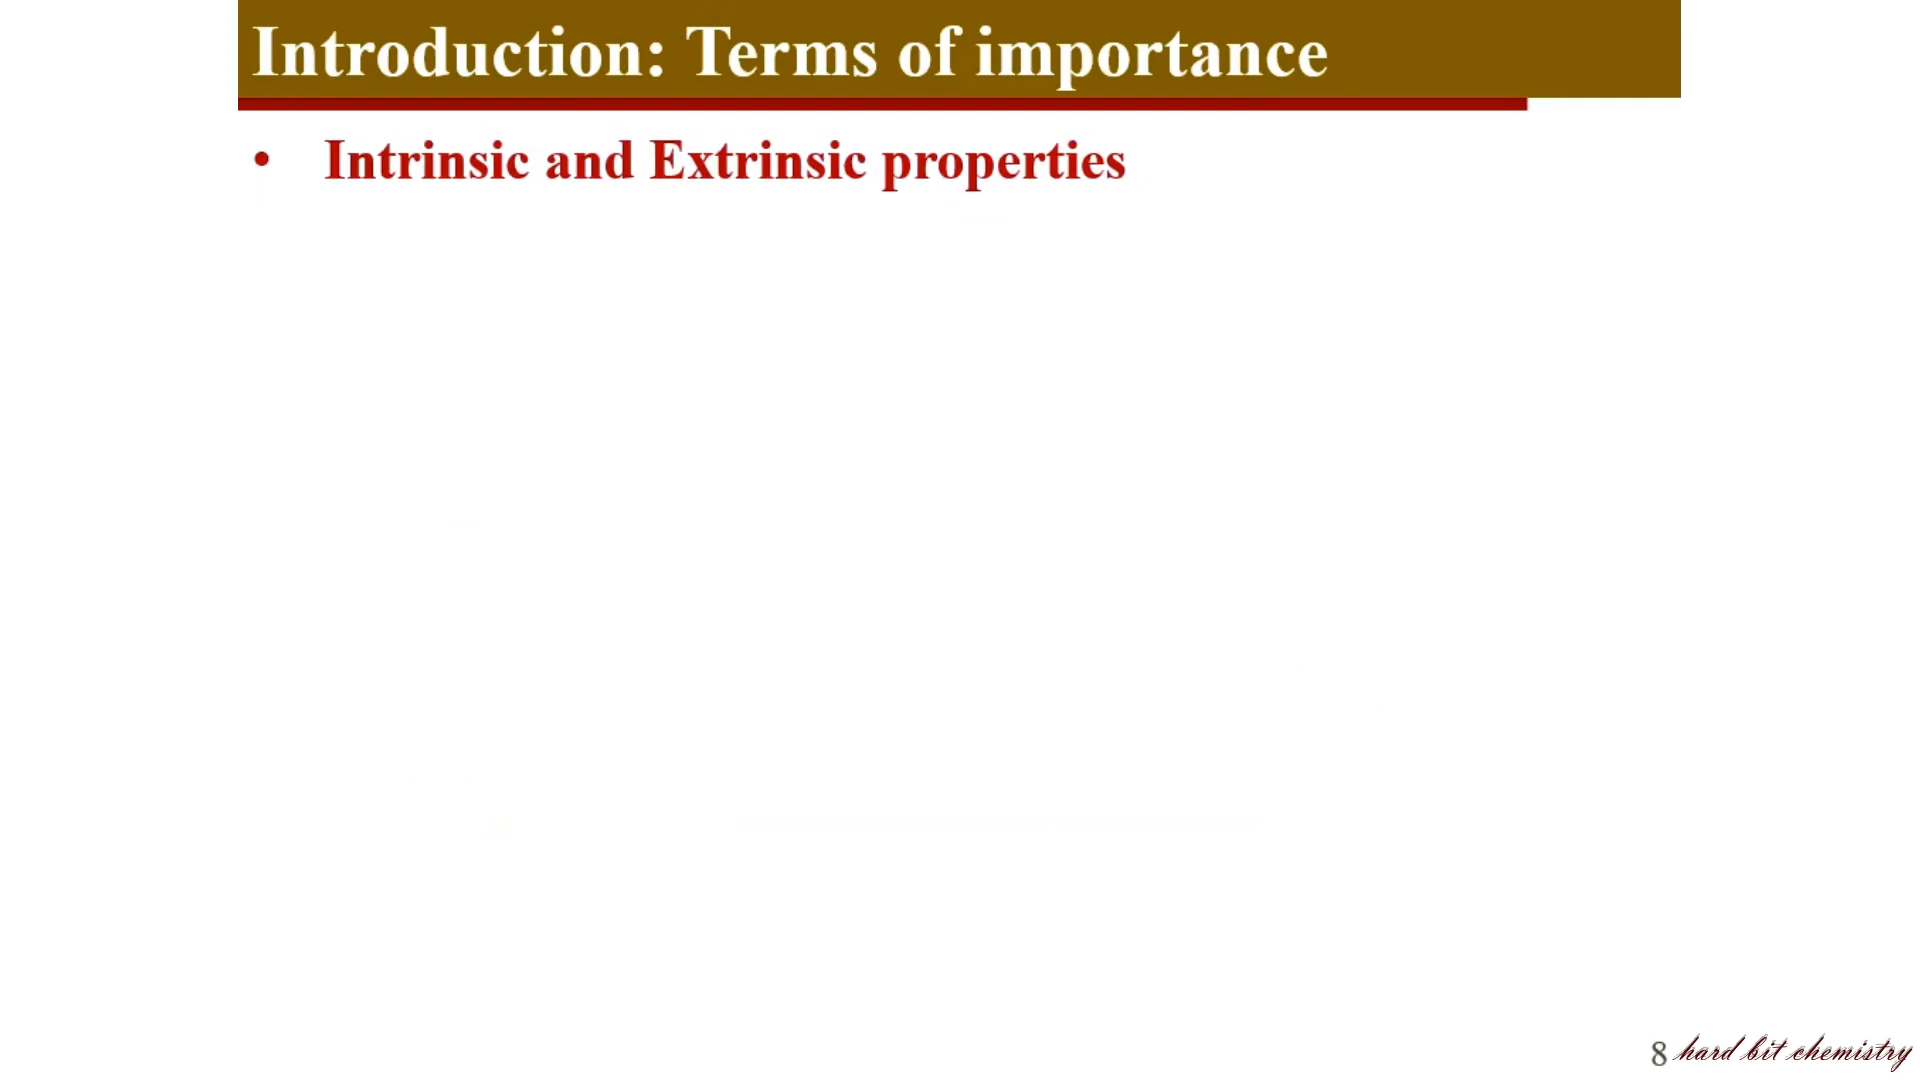 Introduction: Terms of importance
• Intrinsic and Extrinsic properties
8 hard bit chemistry